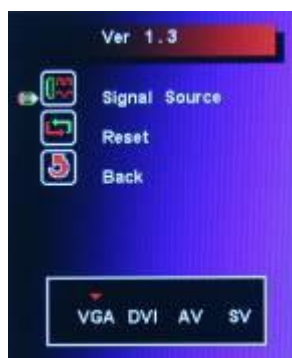 Ver 1.3
Signal Source
Reset
Back
VGA DVI AV SV